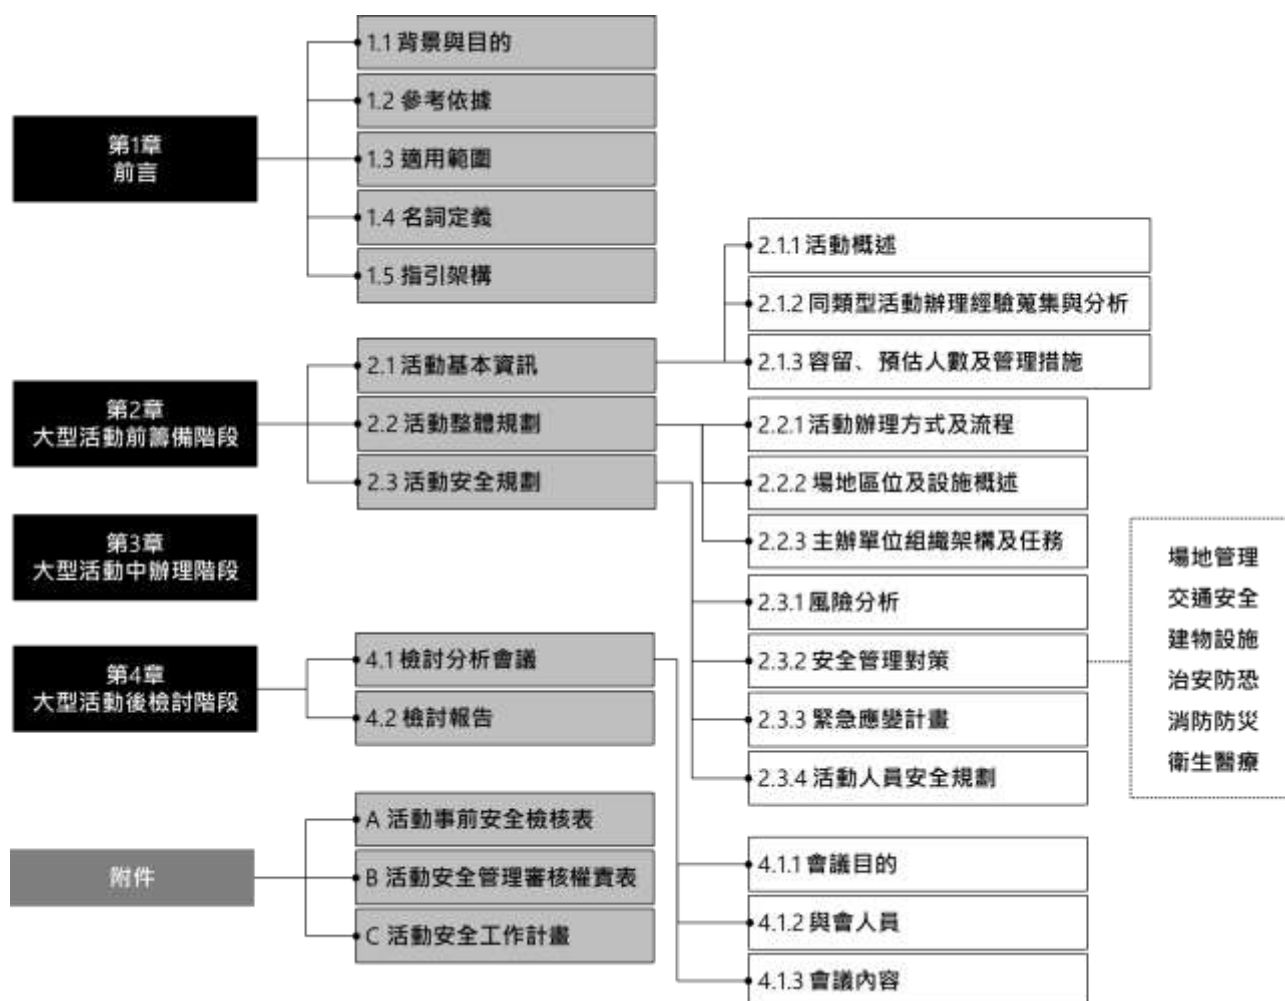 第1章
前言
1.1 背景與目的
1.2 參考依據
1.3 適用範圍
1.4 名詞定義
1.5 指引架構
第2章
大型活動前籌備階段
2.1 活動基本資訊
2.1.1 活動概述
2.1.2 同類型活動辦理經驗蒐集與分析
2.1.3 容留、預估人數及管理措施
2.2 活動整體規劃
2.2.1 活動辦理方式及流程
2.2.2 場地區位及設施概述
2.2.3 主辦單位組織架構及任務
2.3 活動安全規劃
2.3.1 風險分析
2.3.2 安全管理對策
場地管理
交通安全
建物設施
治安防恐
消防防災
衛生醫療
2.3.3 緊急應變計畫
2.3.4 活動人員安全規劃
第3章
大型活動中辦理階段
第4章
大型活動後檢討階段
4.1 檢討分析會議
4.1.1 會議目的
4.1.2 與會人員
4.1.3 會議內容
4.2 檢討報告
附件
A 活動事前安全檢核表
B 活動安全管理審核權責表
C 活動安全工作計畫